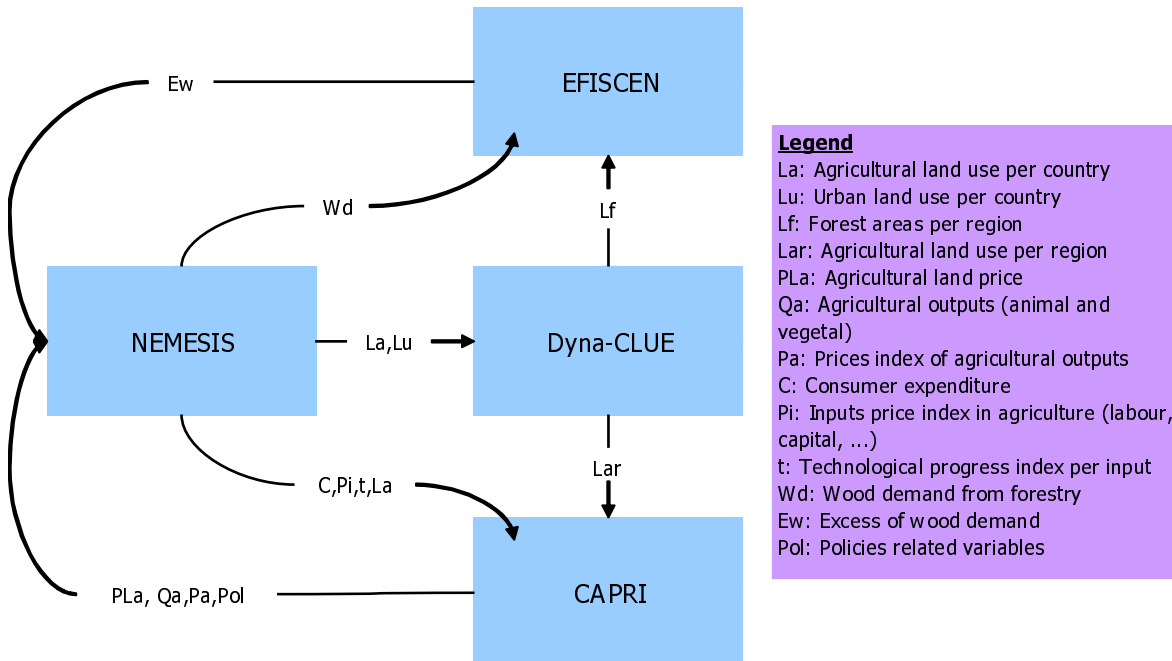 EFISCEN
Ew
Wd
Lf
NEMESIS
La,Lu
Dyna-CLUE
Lar
C,Pi,t,La
PLa, Qa,Pa,Pol
CAPRI
Legend
La: Agricultural land use per country
Lu: Urban land use per country
Lf: Forest areas per region
Lar: Agricultural land use per region
PLa: Agricultural land price
Qa: Agricultural outputs (animal and
vegetal)
Pa: Prices index of agricultural outputs
C: Consumer expenditure
Pi: Inputs price index in agriculture (labour,
capital, ...)
t: Technological progress index per input
Wd: Wood demand from forestry
Ew: Excess of wood demand
Pol: Policies related variables